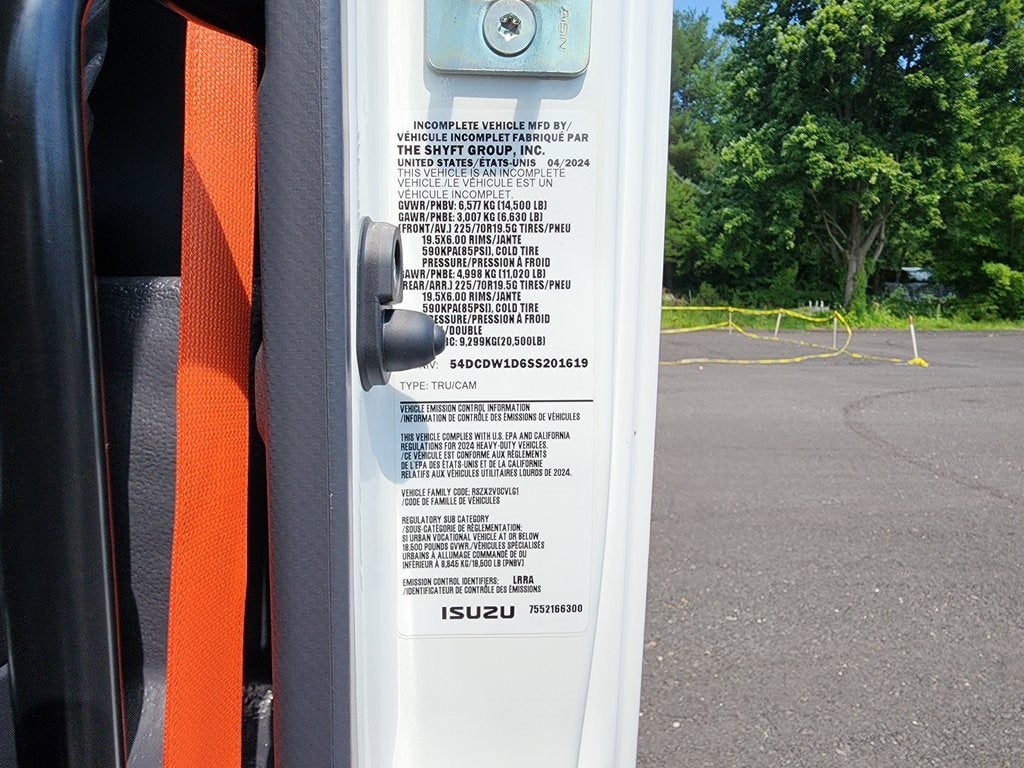 AISIN
INCOMPLETE VEHICLE MFD BY/
VÉHICULE INCOMPLET FABRIQUÉ PAR
THE SHYFT GROUP, INC.
UNITED STATES/ÉTATS-UNIS 04/2024
THIS VEHICLE IS AN INCOMPLETE
VEHICLE./LE VÉHICULE EST UN
VÉHICULE INCOMPLET.
GVWR/PNBV: 6,577 KG (14,500 LB)
GAWR/PNBE: 3,007 KG (6,630 LB)
(FRONT/AV.) 225/70R19.5G TIRES/PNEU
19.5X6.00 RIMS/JANTE
590KPA(85PSI), COLD TIRE
PRESSURE/PRESSION À FROID
GAWR/PNBE: 4,998 KG (11,020 LB)
(REAR/ARR.) 225/70R19.5G TIRES/PNEU
19.5X6.00 RIMS/JANTE
590KPA(85PSI), COLD TIRE
PRESSURE/PRESSION À FROID
/DOUBLE
9,299KG(20,500LB)
54DCDW1D6SS201619
TYPE: TRU/CAM
VEHICLE EMISSION CONTROL INFORMATION
/INFORMATION DE CONTRÔLE DES ÉMISSIONS DE VÉHICULES
THIS VEHICLE COMPLIES WITH U.S. EPA AND CALIFORNIA
REGULATIONS FOR 2024 HEAVY-DUTY VEHICLES.
/CE VÉHICULE EST CONFORME AUX RÈGLEMENTS
DE L'EPA DES ÉTATS-UNIS ET DE LA CALIFORNIE
RELATIFS AUX VÉHICULES UTILITAIRES LOURDS DE 2024.
VEHICLE FAMILY CODE: RSZX2VOCVLG1
/CODE DE FAMILLE DE VÉHICULES
REGULATORY SUB CATEGORY
/SOUS-CATÉGORIE DE RÈGLEMENTATION:
SI URBAN VOCATIONAL VEHICLE AT OR BELOW
19,500 POUNDS GVWR./VÉHICULES SPÉCIALISÉS
URBAINS À ALLUMAGE COMMANDÉ DE OU
INFÉRIEUR À 8,845 KG/19,500 LB (PNBV)
EMISSION CONTROL IDENTIFIERS: LRRA
/IDENTIFICATEUR DE CONTRÔLE DES ÉMISSIONS
ISUZU 7552166300